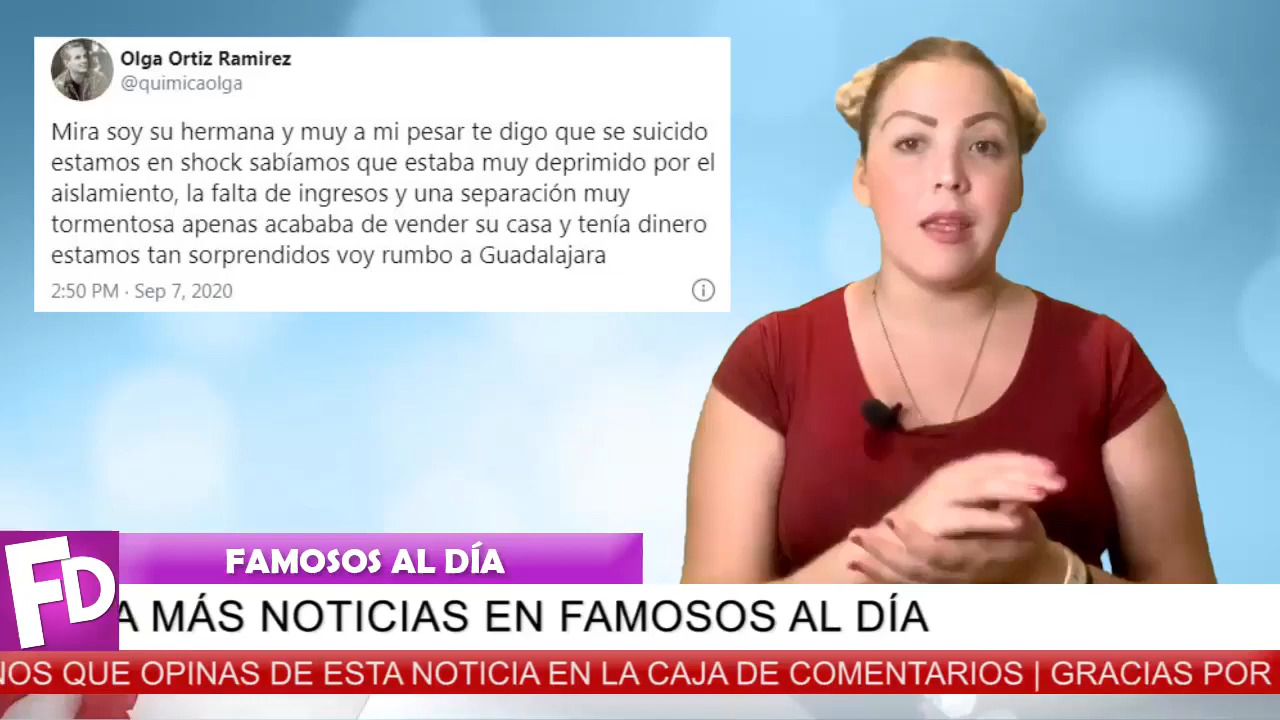 Olga Ortiz Ramirez
@quimicaolga
Mira soy su hermana y muy a mi pesar te digo que se suicido
estamos en shock sabíamos que estaba muy deprimido por el
aislamiento, la falta de ingresos y una separación muy
tormentosa apenas acababa de vender su casa y tenía dinero
estamos tan sorprendidos voy rumbo a Guadalajara
2:50 PM · Sep 7, 2020
FAMOSOS AL DÍA
FD
A MÁS NOTICIAS EN FAMOSOS AL DÍA
NOS QUE OPINAS DE ESTA NOTICIA EN LA CAJA DE COMENTARIOS | GRACIAS POR